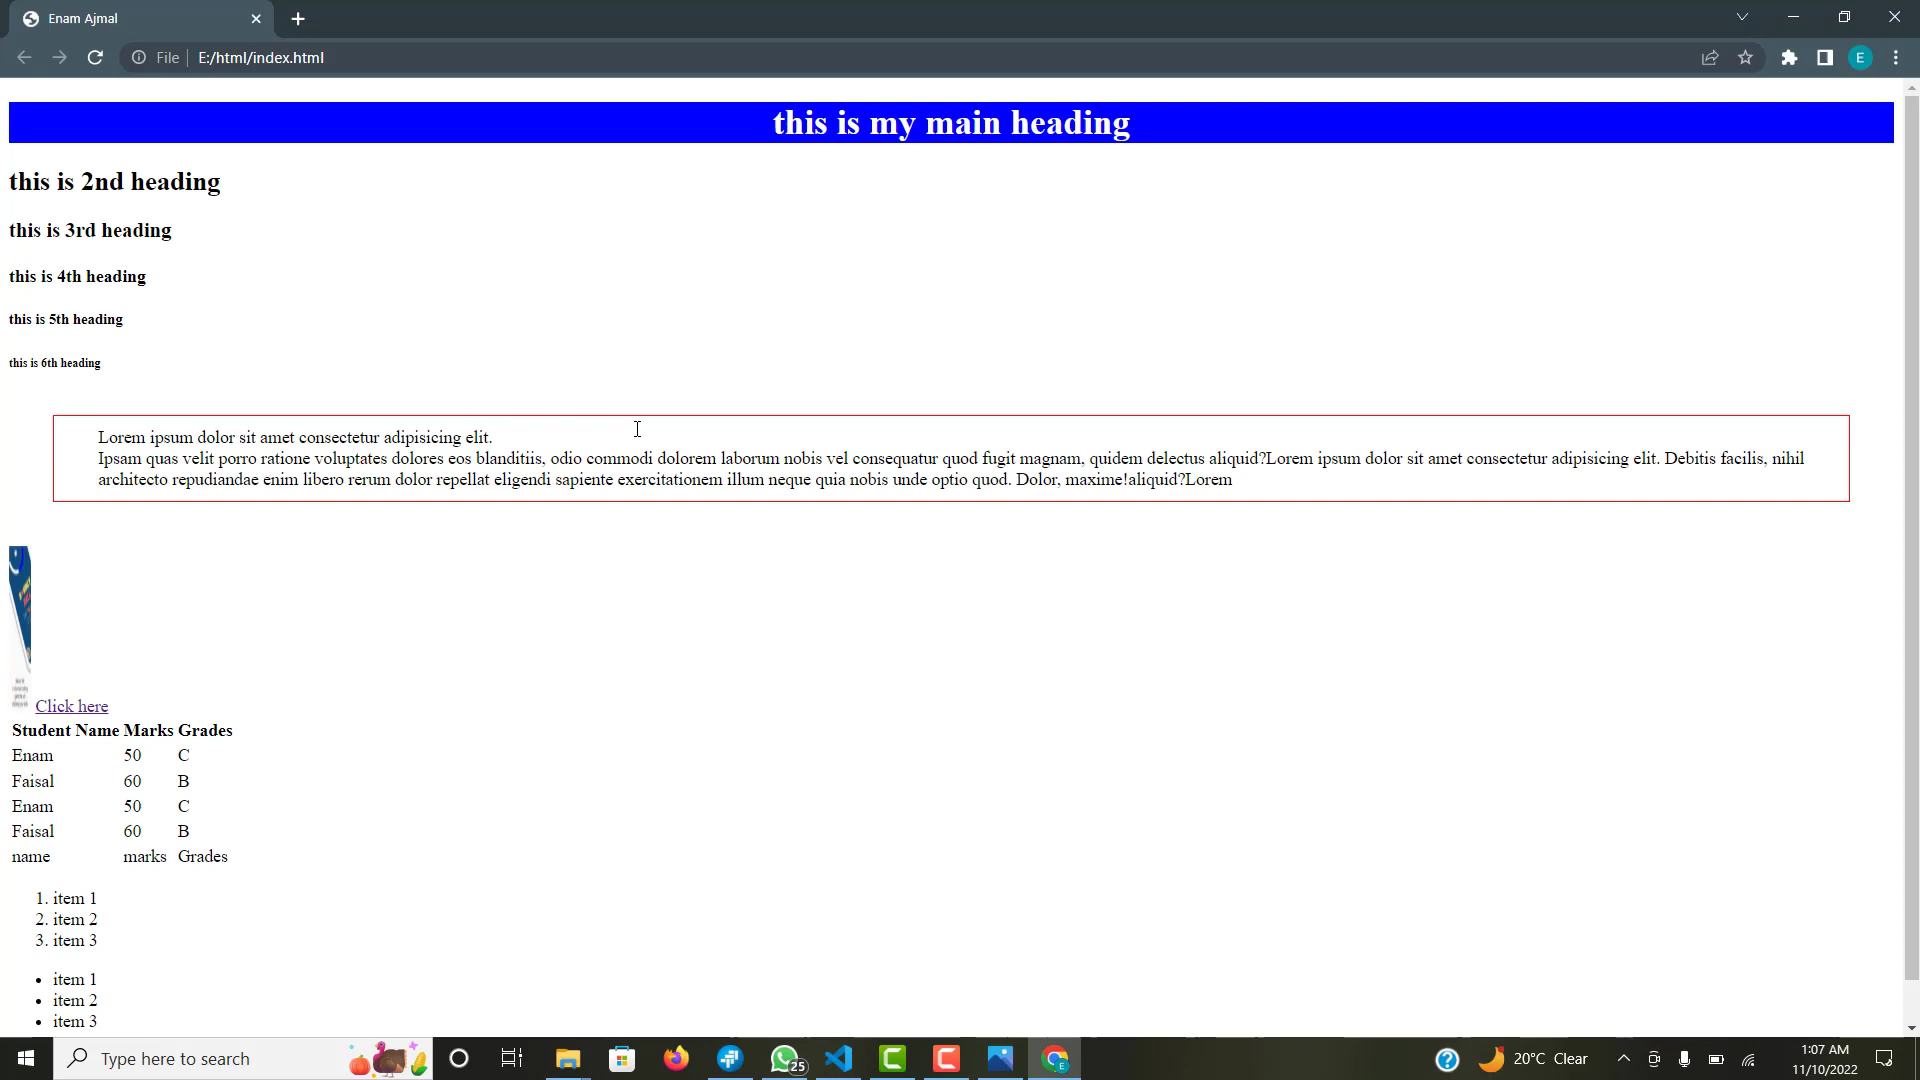 Enam Ajmal
File
E:/html/index.html
E
this is my main heading
this is 2nd heading
this is 3rd heading
this is 4th heading
this is 5th heading
this is 6th heading
Lorem ipsum dolor sit amet consectetur adipisicing elit.
Ipsam quas velit porro ratione voluptates dolores eos blanditiis, odio commodi dolorem laborum nobis vel consequatur quod fugit magnam, quidem delectus aliquid?Lorem ipsum dolor sit amet consectetur adipisicing elit. Debitis facilis, nihil
architecto repudiandae enim libero rerum dolor repellat eligendi sapiente exercitationem illum neque quia nobis unde optio quod. Dolor, maxime!aliquid?Lorem
Click here
Student Name Marks Grades
Enam 50 C
Faisal 60 B
Enam 50 C
Faisal 60 B
name marks Grades
1. item 1
2. item 2
3. item 3
• item 1
• item 2
• item 3
Type here to search
25
E
20°C Clear
1:07 AM
11/10/2022